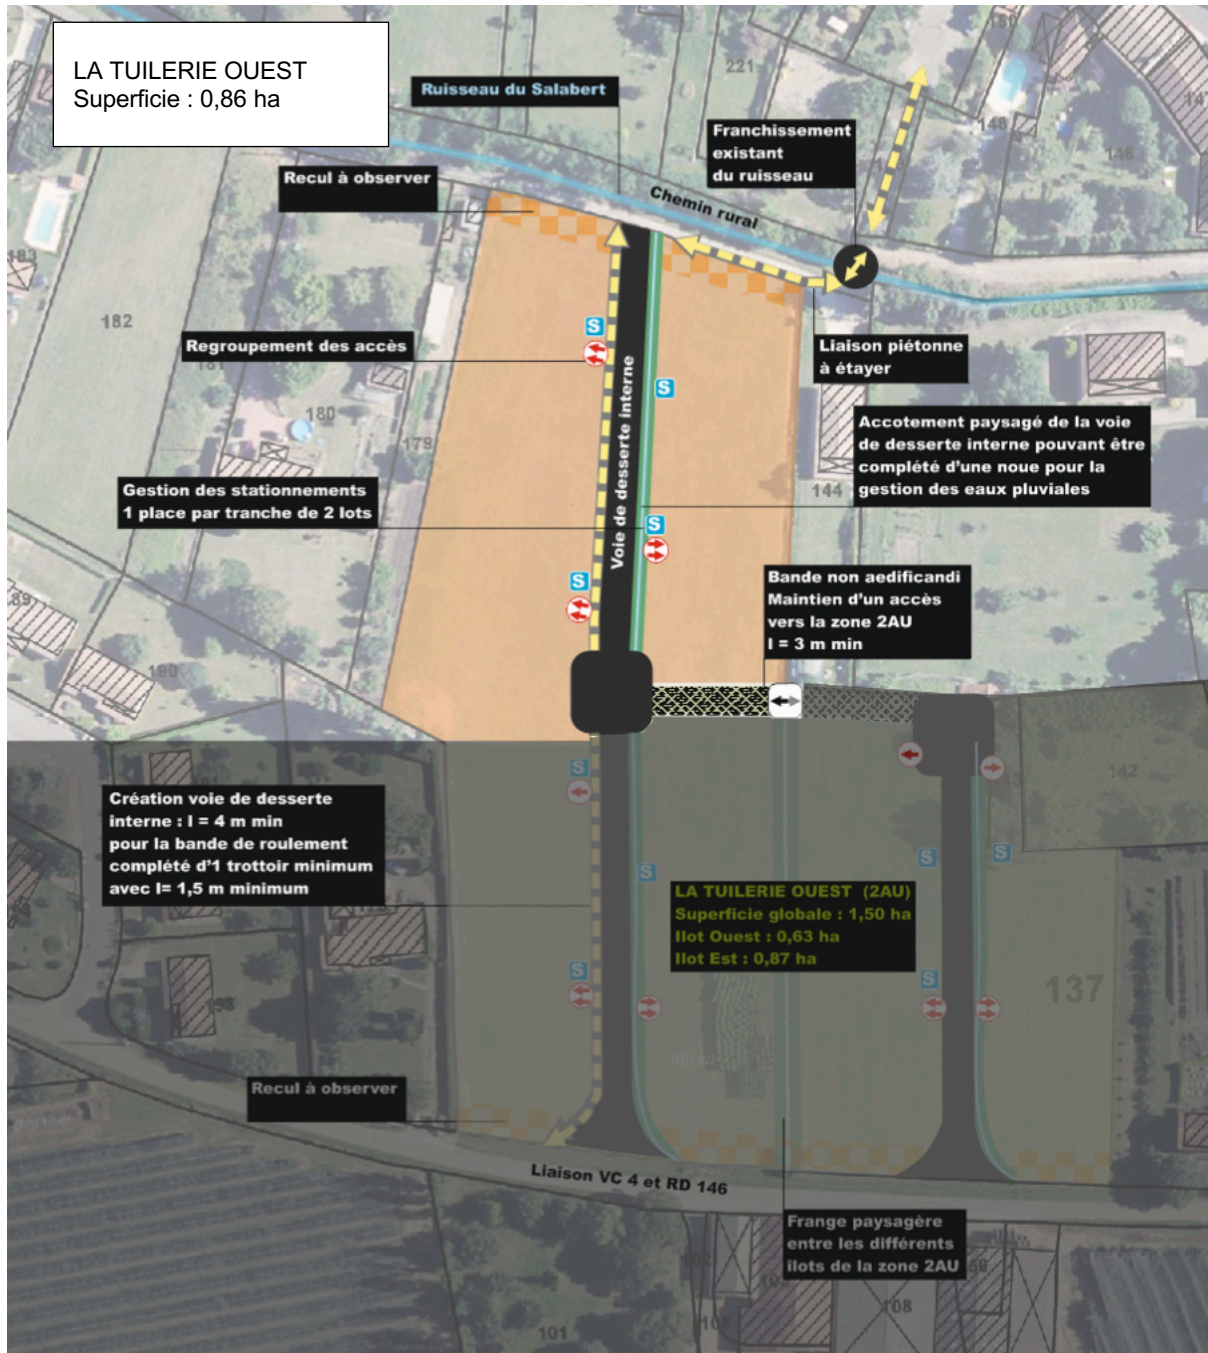 LA TUILERIE OUEST
Superficie : 0,86 ha
Ruisseau du Salabert
Franchissement
existant
du ruisseau
Recul à observer
Chemin rural
221
148
146
183
182
181
180
179
Regroupement des accès
Liaison piétonne
à étayer
Voie de desserte interne
Accotement paysagé de la voie
de desserte interne pouvant être
complété d'une noue pour la
gestion des eaux pluviales
Gestion des stationnements
1 place par tranche de 2 lots
144
S
S
S
S
Bande non aedificandi
Maintien d'un accès
vers la zone 2AU
l = 3 m min
190
142
Création voie de desserte
interne : l = 4 m min
pour la bande de roulement
complété d'1 trottoir minimum
avec l= 1,5 m minimum
S
S
S
S
S
S
LA TUILERIE OUEST (2AU)
Superficie globale : 1,50 ha
Ilot Ouest : 0,63 ha
Ilot Est : 0,87 ha
137
193
Recul à observer
Liaison VC 4 et RD 146
Frange paysagère
entre les différents
ilots de la zone 2AU
108
101